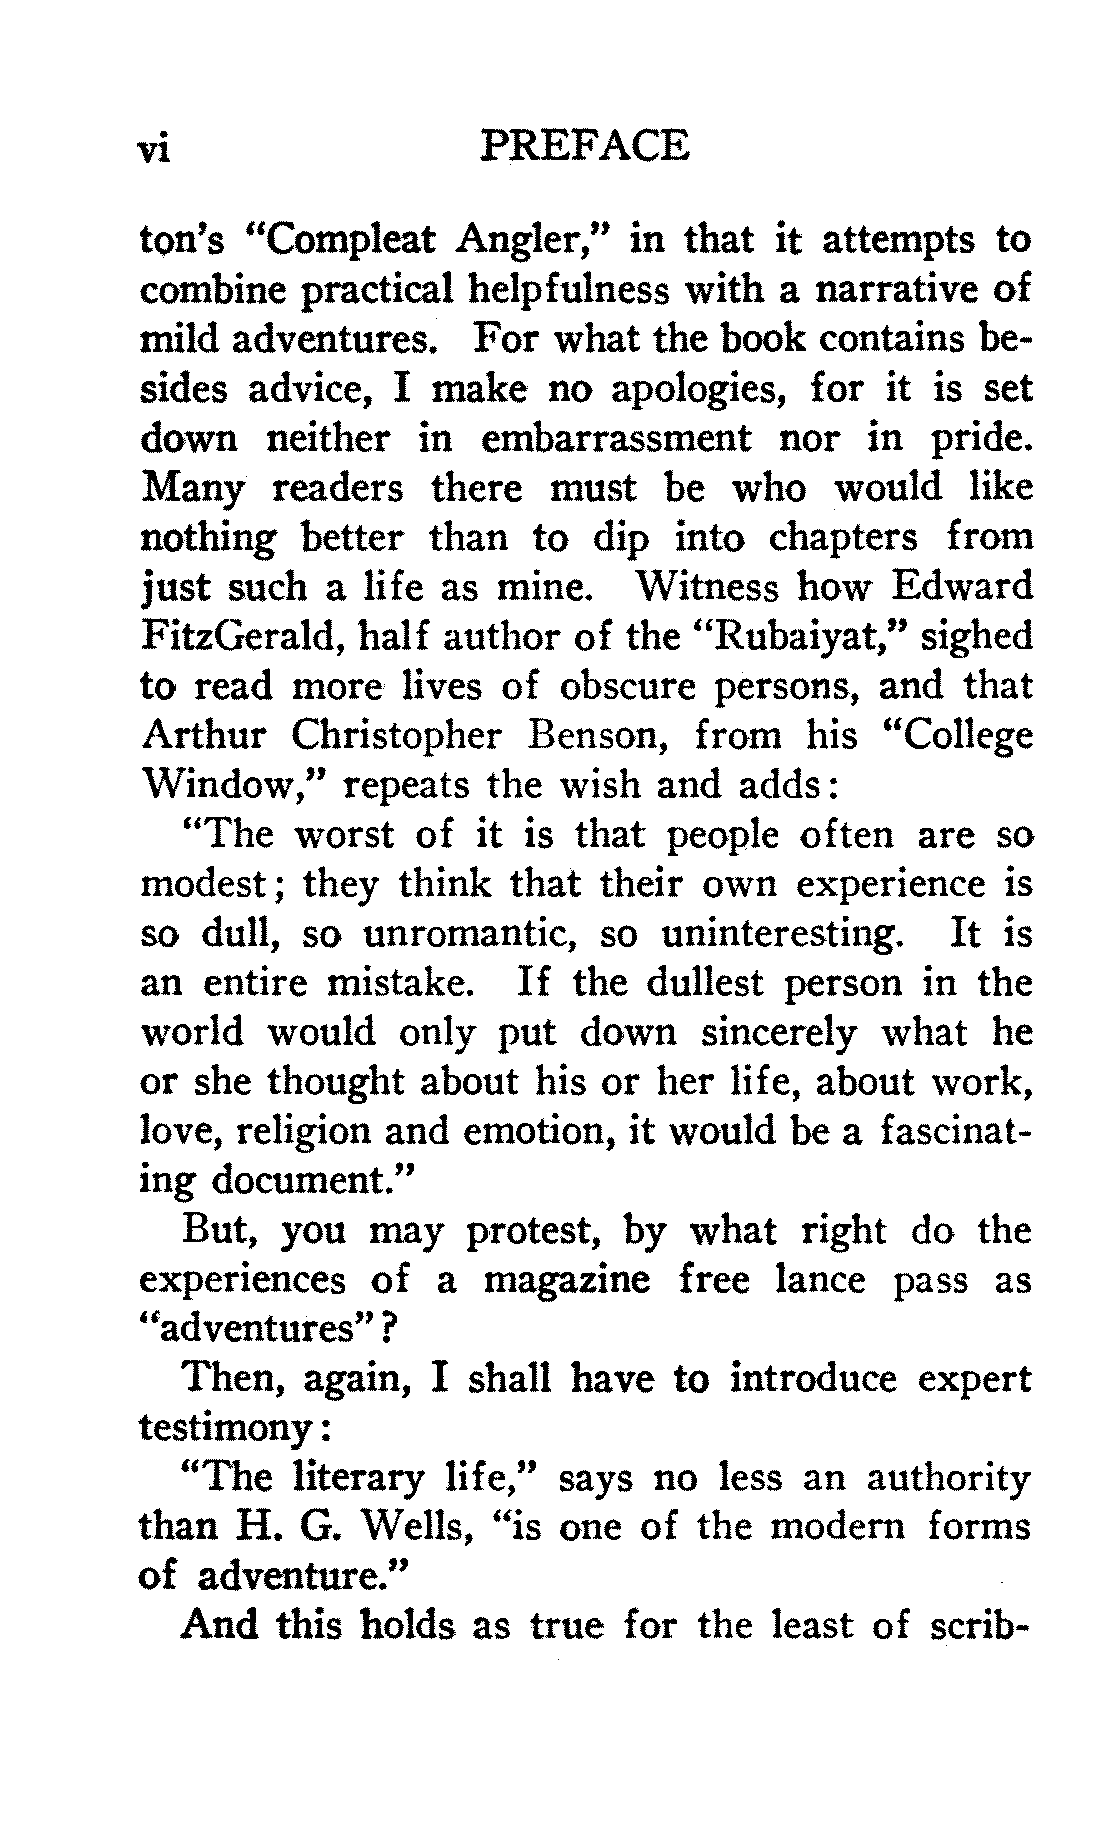 vi PREFACE
ton's "Compleat Angler," in that it attempts to
combine practical helpfulness with a narrative of
mild adventures. For what the book contains be-
sides advice, I make no apologies, for it is set
down neither in embarrassment nor in pride.
Many readers there must be who would like
nothing better than to dip into chapters from
just such a life as mine. Witness how Edward
FitzGerald, half author of the "Rubaiyat," sighed
to read more lives of obscure persons, and that
Arthur Christopher Benson, from his "College
Window," repeats the wish and adds:
"The worst of it is that people often are so
modest; they think that their own experience is
so dull, so unromantic, so uninteresting. It is
an entire mistake. If the dullest person in the
world would only put down sincerely what he
or she thought about his or her life, about work,
love, religion and emotion, it would be a fascinat-
ing document."
But, you may protest, by what right do the
experiences of a magazine free lance pass as
"adventures"?
Then, again, I shall have to introduce expert
testimony:
"The literary life," says no less an authority
than H. G. Wells, "is one of the modern forms
of adventure."
And this holds as true for the least of scrib-